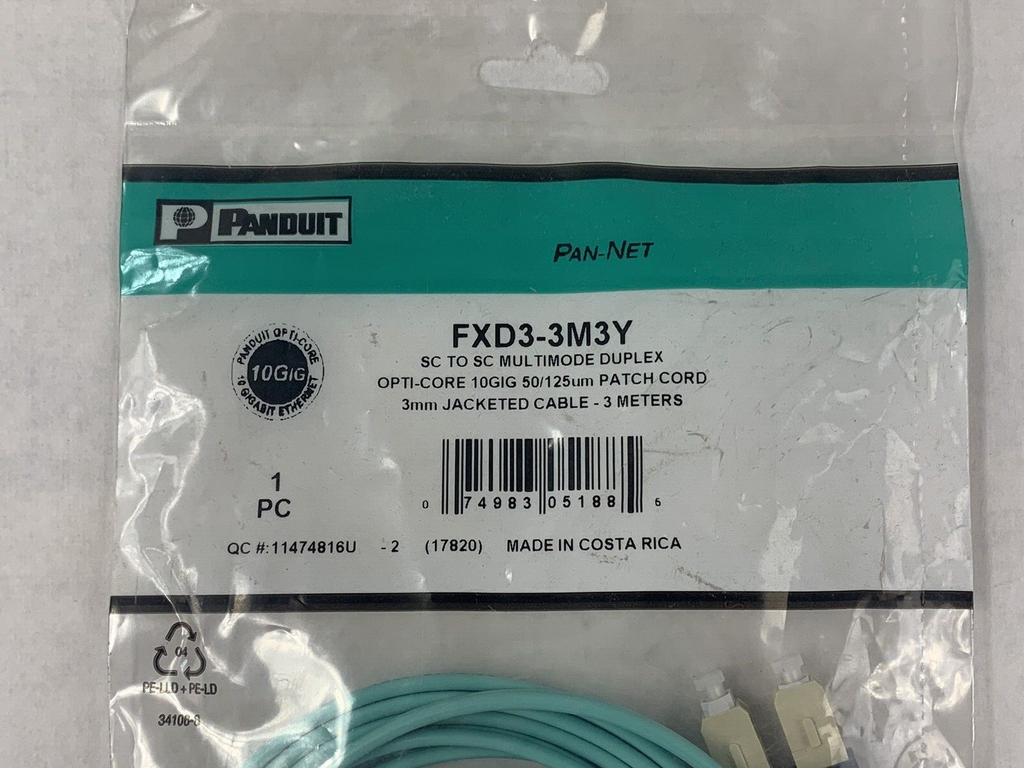 P PANDUIT
PAN-NET
FXD3-3M3Y
SC TO SC MULTIMODE DUPLEX
OPTI-CORE 10GIG 50/125um PATCH CORD
3mm JACKETED CABLE - 3 METERS
PANDUIT OPTI-CORE
10GIG
10 GIGABIT ETHERNET
1
PC
0 74983 05188 6
QC #:11474816U - 2 (17820) MADE IN COSTA RICA
04
PE-LLD + PE-LD
34106-8